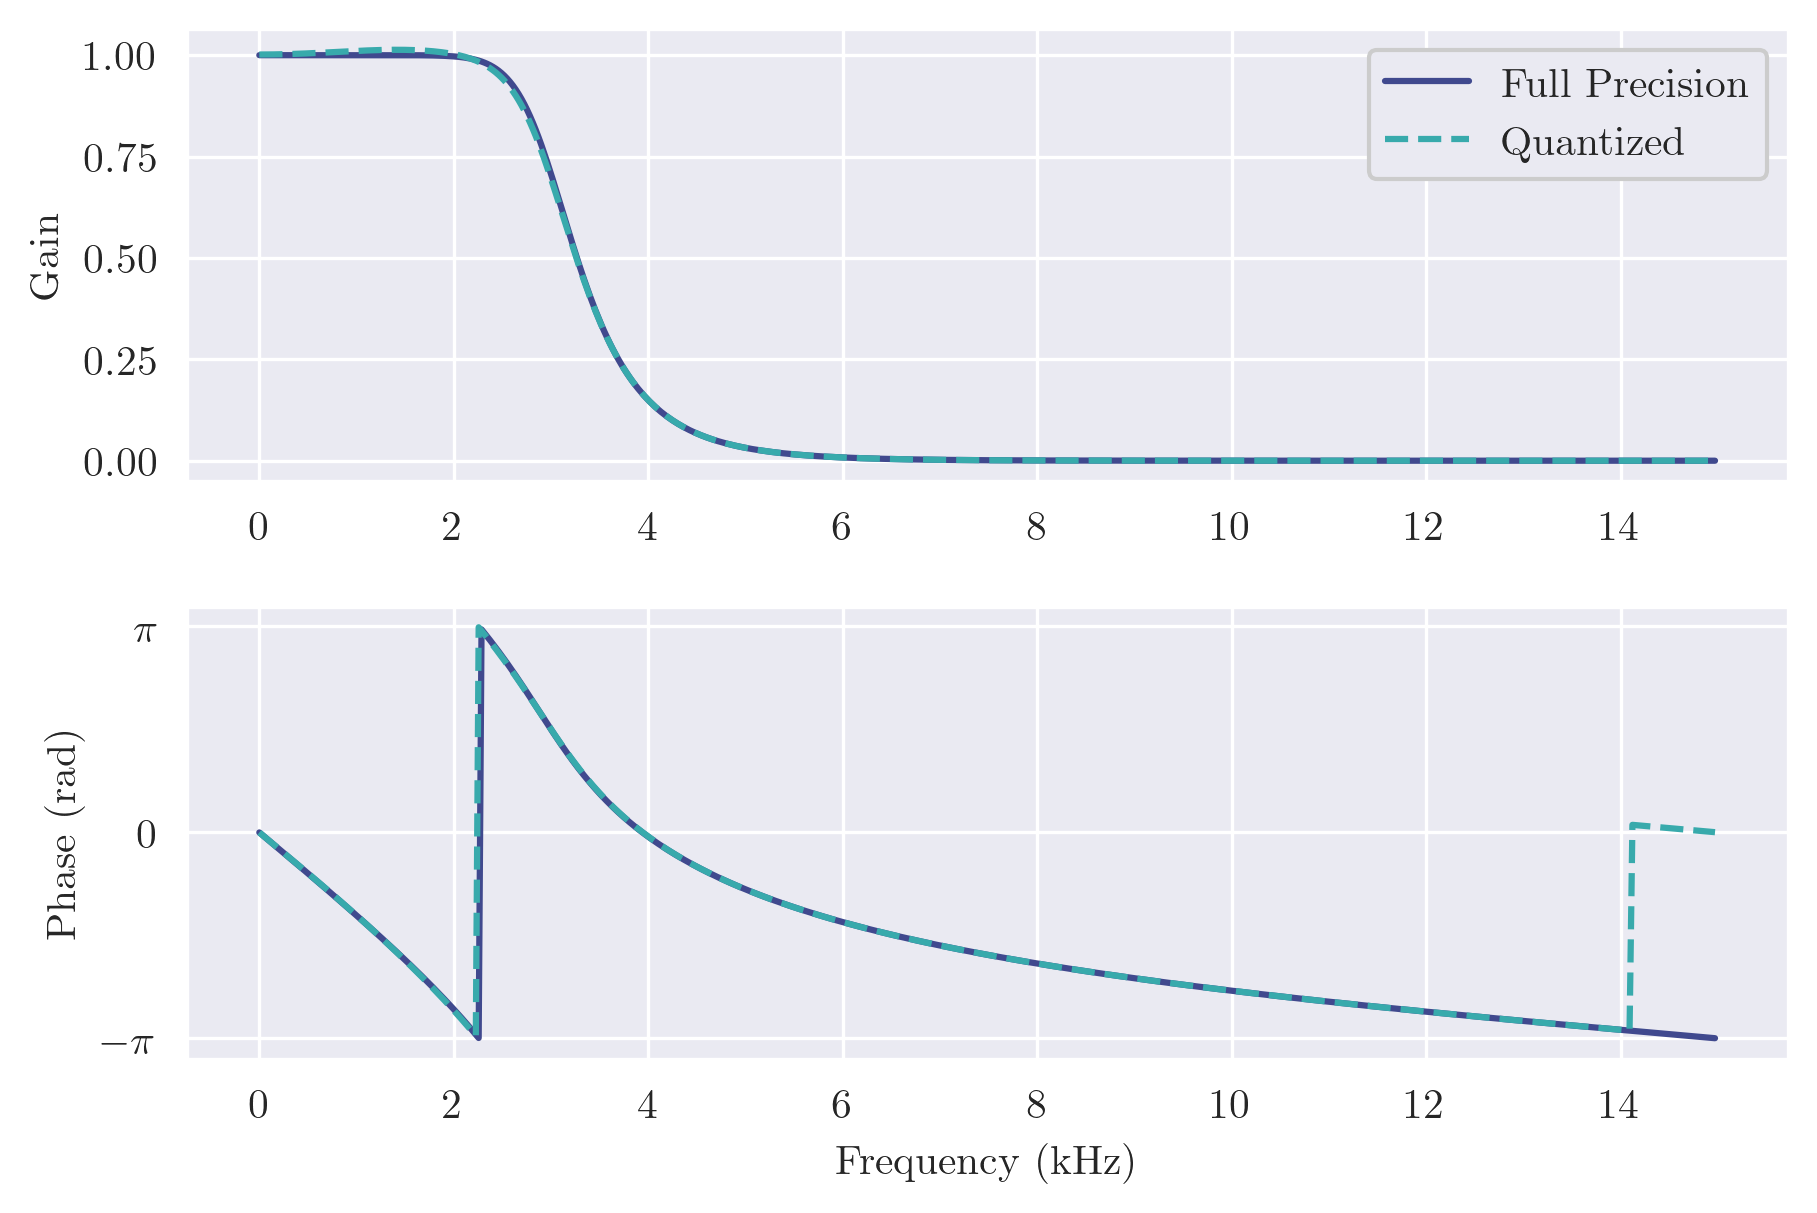 1.00
0.75
0.50
0.25
0.00
Gain
Full Precision
Quantized
0 2 4 6 8 10 12 14
π
0
−π
Phase (rad)
0 2 4 6 8 10 12 14
Frequency (kHz)